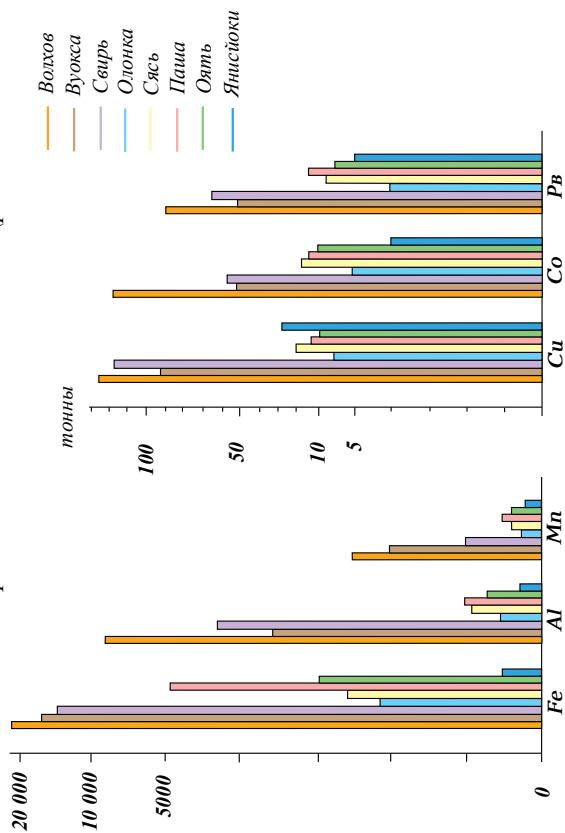 Волхов
Вуокса
Свирь
Олонка
Сясь
Паша
Оять
Янисйоки
тонны
100
50
10
5
Cu
Co
Pв
20 000
10 000
5000
0
Fe
Al
Mn